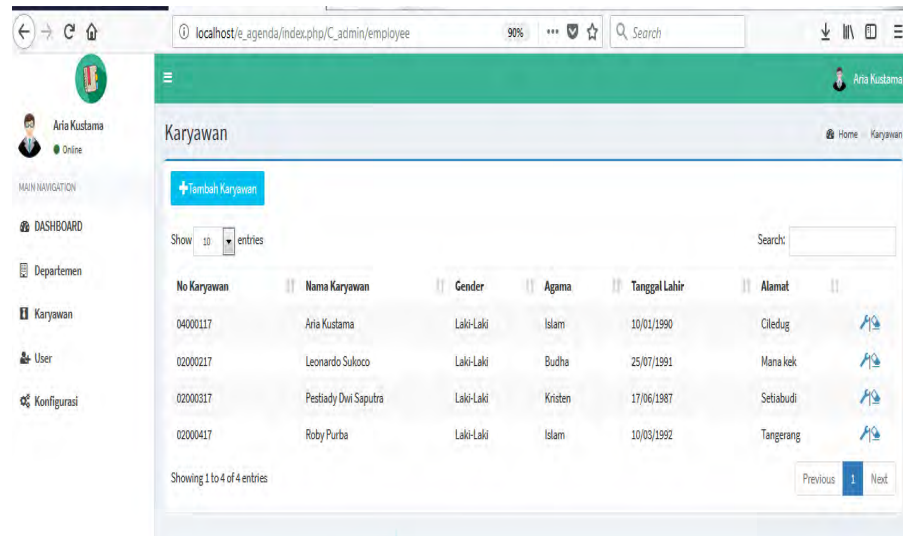 localhost/e_agenda/index.php/C_admin/employee 90% Search
Aria Kustama
Aria Kustama
Online
Karyawan
Home Karyawan
MAIN NAVIGATION
DASHBOARD
Departemen
Karyawan
User
Konfigurasi
Tambah Karyawan
Show 10 entries Search:
No Karyawan Nama Karyawan Gender Agama Tanggal Lahir Alamat
04000117 Aria Kustama Laki-Laki Islam 10/01/1990 Ciledug
02000217 Leonardo Sukoco Laki-Laki Budha 25/07/1991 Mana kek
02000317 Pestiady Dwi Saputra Laki-Laki Kristen 17/06/1987 Setiabudi
02000417 Roby Purba Laki-Laki Islam 10/03/1992 Tangerang
Showing 1 to 4 of 4 entries
Previous 1 Next